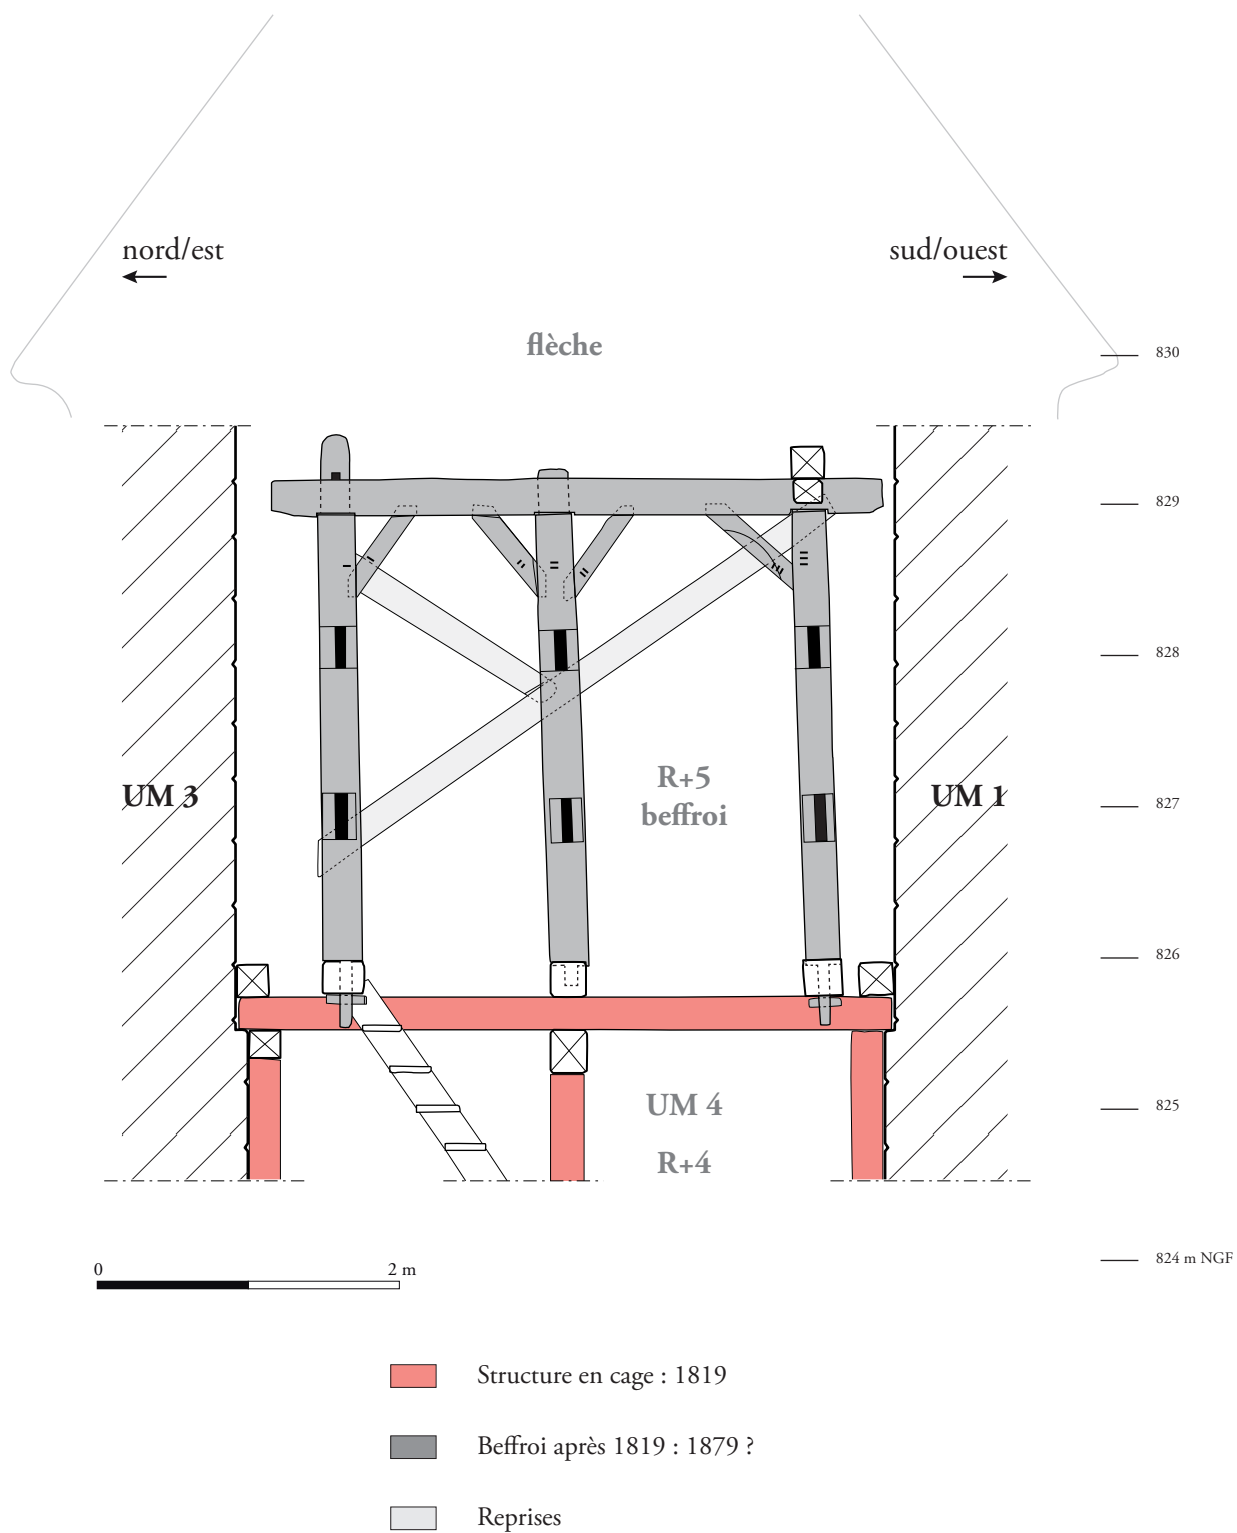 nord/est
sud/ouest
flèche
830
829
828
R+5
beffroi
UM 3
UM 1
827
826
UM 4
825
R+4
824 m NGF
0
2 m
Structure en cage : 1819
Beffroi après 1819 : 1879 ?
Reprises